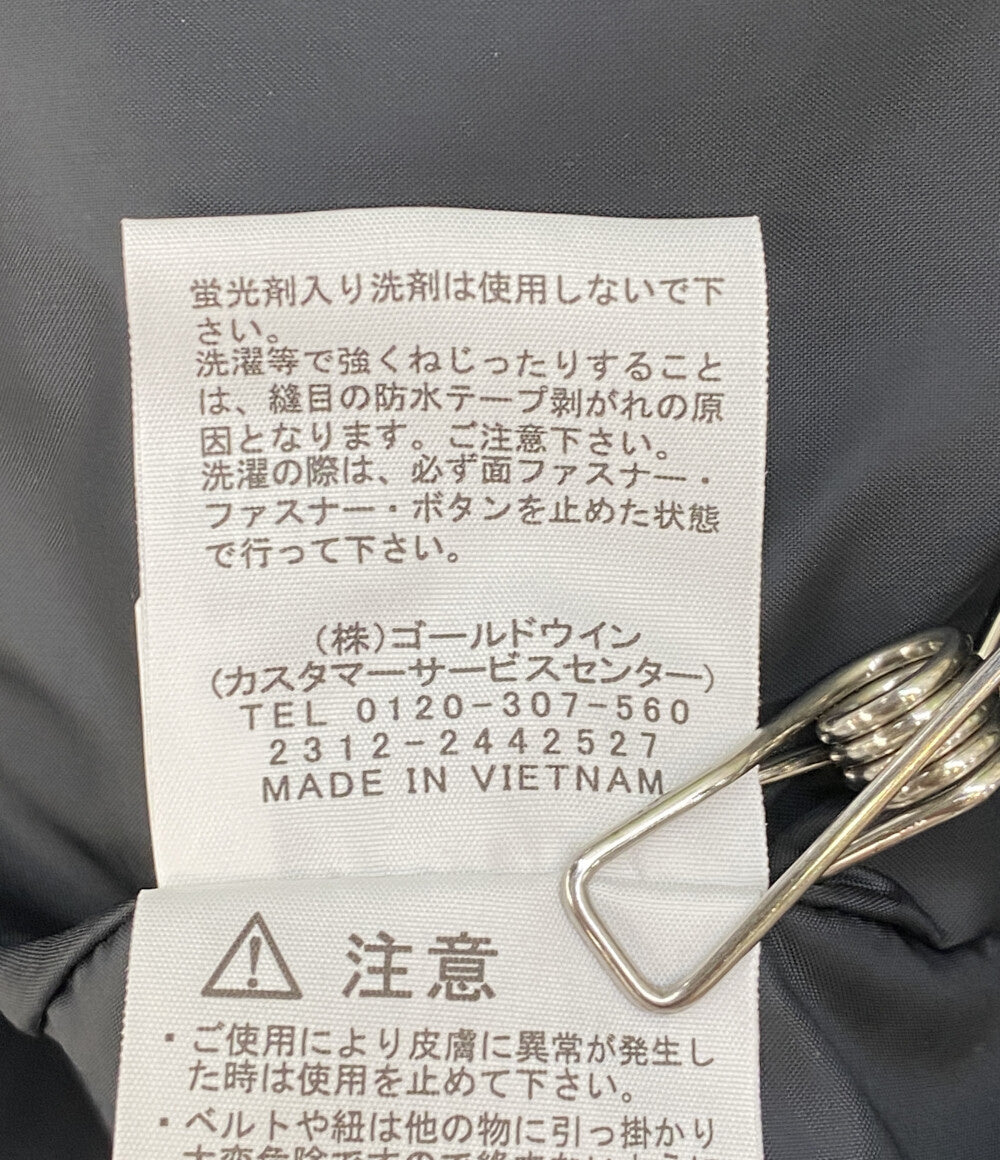 蛍光剤入り洗剤は使用しないで下
さい。
洗濯等で強くねじったりすること
は、縫目の防水テープ剥がれの原
因となります。ご注意下さい。
洗濯の際は、必ず面ファスナー・
ファスナー・ボタンを止めた状態
で行って下さい。
(株)ゴールドウイン
(カスタマーサービスセンター)
TEL 0120-307-560
2312-2442527
MADE IN VIETNAM
注意
・ご使用により皮膚に異常が発生し
た時は使用を止めて下さい。
・ベルトや紐は他の物に引っ掛かり
大変危険ですので